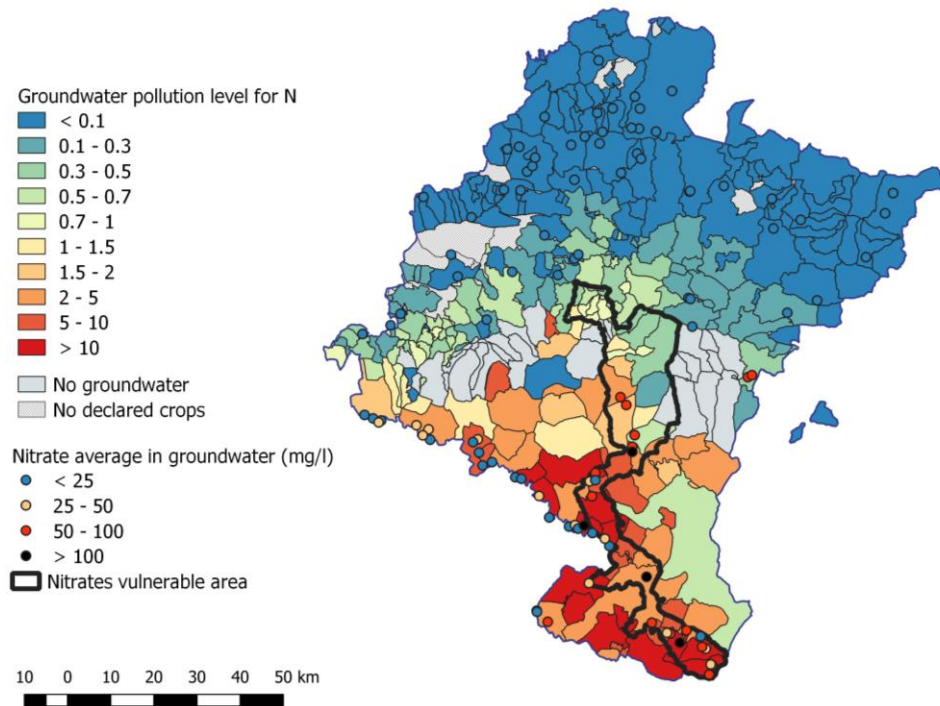 Groundwater pollution level for N
< 0.1
0.1 - 0.3
0.3 - 0.5
0.5 - 0.7
0.7 - 1
1 - 1.5
1.5 - 2
2 - 5
5 - 10
> 10
No groundwater
No declared crops
Nitrate average in groundwater (mg/l)
< 25
25 - 50
50 - 100
> 100
Nitrates vulnerable area
10 0 10 20 30 40 50 km